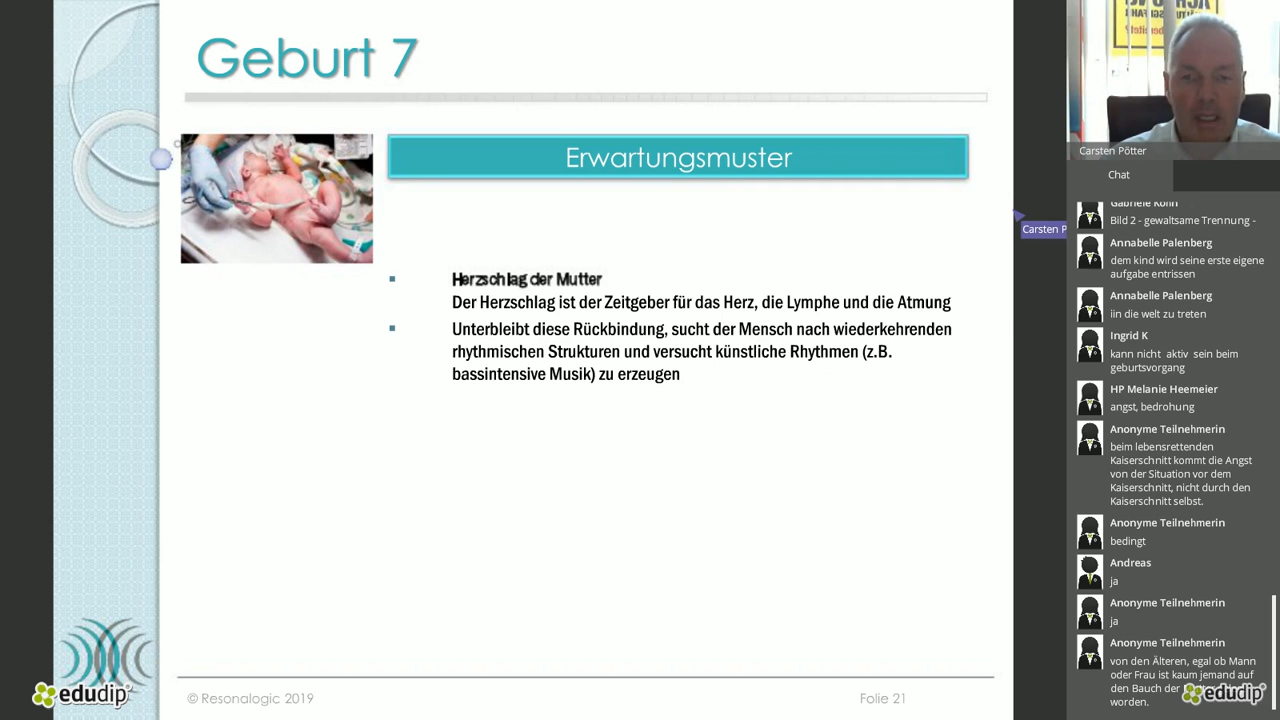 Geburt 7
Erwartungsmuster
Herzschlag der Mutter
Der Herzschlag ist der Zeitgeber für das Herz, die Lymphe und die Atmung
Unterbleibt diese Rückbindung, sucht der Mensch nach wiederkehrenden
rhythmischen Strukturen und versucht künstliche Rhythmen (z.B.
bassintensive Musik) zu erzeugen
© Resonalogic 2019
Folie 21
edudip
Carsten P
Carsten Pötter
Chat
Gabriele Kohn
Bild 2 - gewaltsame Trennung -
Annabelle Palenberg
dem kind wird seine erste eigene
aufgabe entrissen
Annabelle Palenberg
iin die welt zu treten
Ingrid K
kann nicht aktiv sein beim
geburtsvorgang
HP Melanie Heemeier
angst, bedrohung
Anonyme Teilnehmerin
beim lebensrettenden
Kaiserschnitt kommt die Angst
von der Situation vor dem
Kaiserschnitt, nicht durch den
Kaiserschnitt selbst.
Anonyme Teilnehmerin
bedingt
Andreas
ja
Anonyme Teilnehmerin
ja
Anonyme Teilnehmerin
von den Älteren, egal ob Mann
oder Frau ist kaum jemand auf
den Bauch der
worden.
edudip